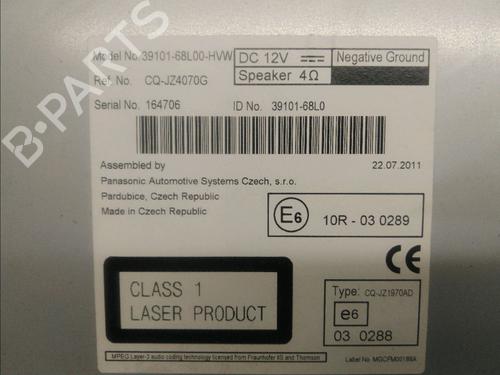 Model No. 39101-68L00-HVW
DC 12V
Negative Ground
Ref. No. CQ-JZ4070G
Speaker 4Ω
Serial No. 164706
ID No. 39101-68L0
Assembled by
22.07.2011
Panasonic Automotive Systems Czech, s.r.o.
Pardubice, Czech Republic
Made in Czech Republic
E6
10R - 03 0289
CE
CLASS 1
LASER PRODUCT
Type: CQ-JZ1970AD
e6
03 0288
MPEG Layer-3 audio coding technology licensed from Fraunhofer IIS and Thomson
Label No. MGCFM00188A
B-PARTS